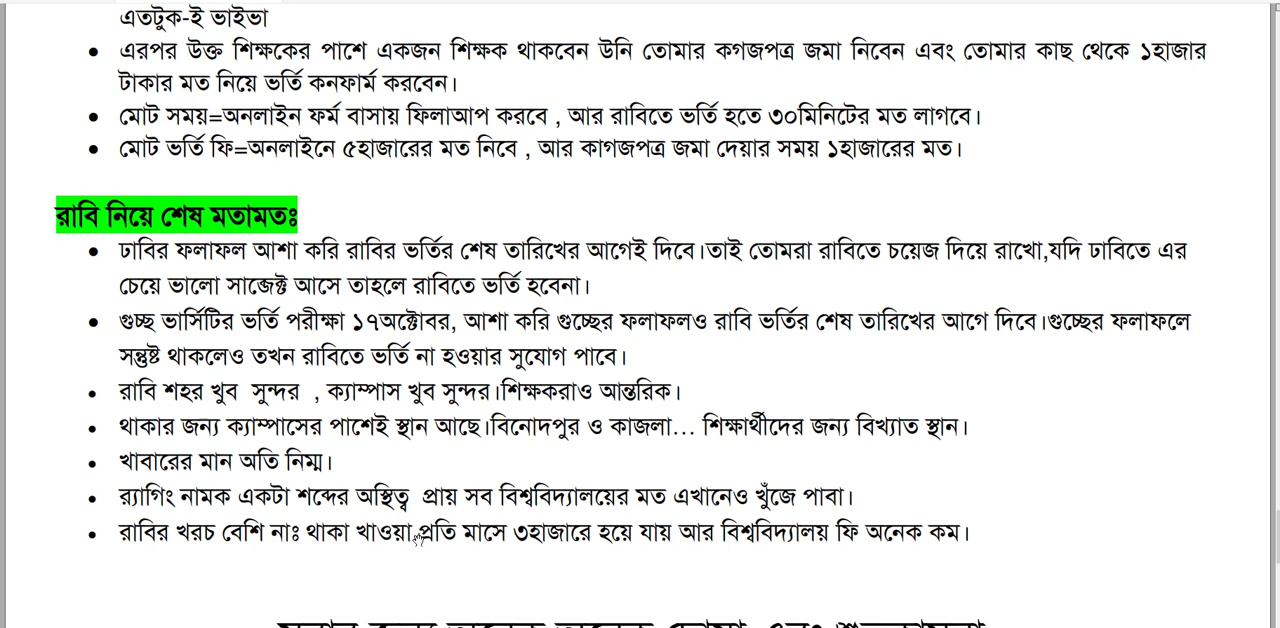 এতটুক-ই ভাইভা
এরপর উক্ত শিক্ষকের পাশে একজন শিক্ষক থাকবেন উনি তোমার কগজপত্র জমা নিবেন এবং তোমার কাছ থেকে ১হাজার
টাকার মত নিয়ে ভর্তি কনফার্ম করবেন।
মোট সময়=অনলাইন ফর্ম বাসায় ফিলাআপ করবে , আর রাবিতে ভর্তি হতে ৩০মিনিটের মত লাগবে।
মোট ভর্তি ফি=অনলাইনে ৫হাজারের মত নিবে , আর কাগজপত্র জমা দেয়ার সময় ১হাজারের মত।
রাবি নিয়ে শেষ মতামতঃ
ঢাবির ফলাফল আশা করি রাবির ভর্তির শেষ তারিখের আগেই দিবে।তাই তোমরা রাবিতে চয়েজ দিয়ে রাখো,যদি ঢাবিতে এর
চেয়ে ভালো সাব্জেক্ট আসে তাহলে রাবিতে ভর্তি হবেনা।
গুচ্ছ ভার্সিটির ভর্তি পরীক্ষা ১৭অক্টোবর, আশা করি গুচ্ছের ফলাফলও রাবি ভর্তির শেষ তারিখের আগে দিবে।গুচ্ছের ফলাফলে
সন্তুষ্ট থাকলেও তখন রাবিতে ভর্তি না হওয়ার সুযোগ পাবে।
রাবি শহর খুব সুন্দর , ক্যাম্পাস খুব সুন্দর।শিক্ষকরাও আন্তরিক।
থাকার জন্য ক্যাম্পাসের পাশেই স্থান আছে।বিনোদপুর ও কাজলা... শিক্ষার্থীদের জন্য বিখ্যাত স্থান।
খাবারের মান অতি নিম্ম।
র‍্যাগিং নামক একটা শব্দের অস্থিত্ব প্রায় সব বিশ্ববিদ্যালয়ের মত এখানেও খুঁজে পাবা।
রাবির খরচ বেশি নাঃ থাকা খাওয়া প্রতি মাসে ৩হাজারে হয়ে যায় আর বিশ্ববিদ্যালয় ফি অনেক কম।